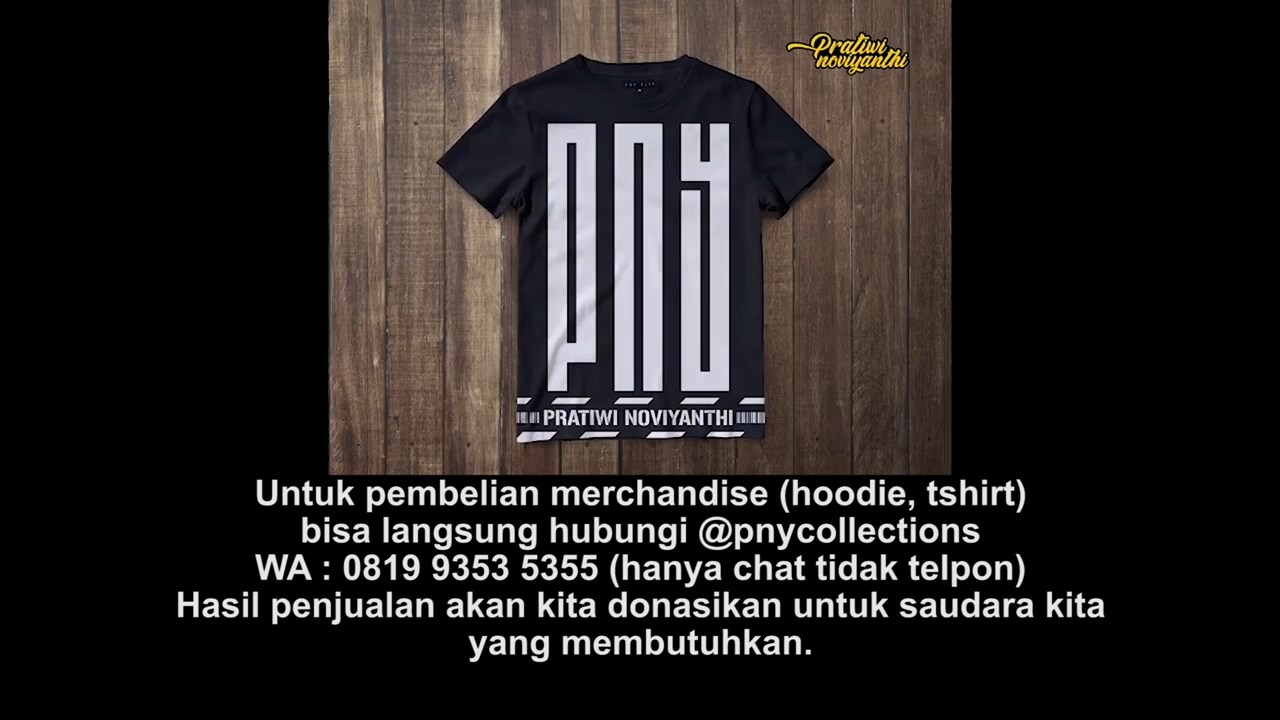 Pratiwi
noviyanthi
PNY
PRATIWI NOVIYANTHI
Untuk pembelian merchandise (hoodie, tshirt)
bisa langsung hubungi @pnycollections
WA : 0819 9353 5355 (hanya chat tidak telpon)
Hasil penjualan akan kita donasikan untuk saudara kita
yang membutuhkan.